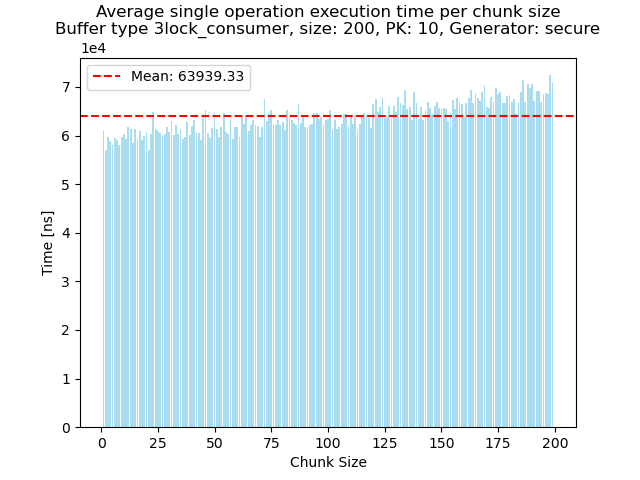 Average single operation execution time per chunk size
Buffer type 3lock_consumer, size: 200, PK: 10, Generator: secure
1e4
Mean: 63939.33
7
6
5
4
3
2
1
0
Time [ns]
0 25 50 75 100 125 150 175 200
Chunk Size